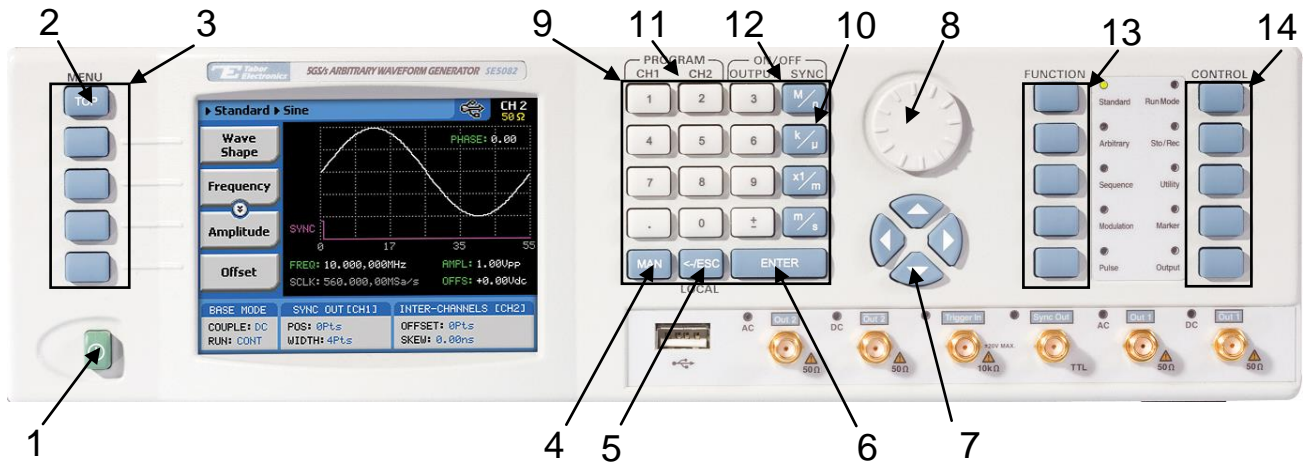 2 3 9 11 12 10 8 13 14
MENU
TOP
Tabor Electronics 5GS/s ARBITRARY WAVEFORM GENERATOR SE5082
Standard Sine CH 2
50 Ω
Wave Shape
Frequency
Amplitude
Offset
PHASE: 0.00
SYNC
0 17 35 55
FREQ: 10.000,000MHz AMPL: 1.00Vpp
SCLK: 560.000,00MSa/s OFFS: +0.00Vdc
BASE MODE SYNC OUT[CH1] INTER-CHANNELS [CH2]
COUPLE: DC POS: 0Pts OFFSET: 0Pts
RUN: CONT WIDTH: 4Pts SKEW: 0.00ns
PROGRAM ON/OFF
CH1 CH2 OUTPUT SYNC
1 2 3 M/n
4 5 6 k/µ
7 8 9 x1/m
. 0 ± m/s
MAN <-/ESC ENTER
LOCAL
FUNCTION CONTROL
Standard Run Mode
Arbitrary Sto/Rec
Sequence Utility
Modulation Marker
Pulse Output
AC Out 2 DC Out 2 Trigger In Sync Out AC Out 1 DC Out 1
50Ω 50Ω 10kΩ TTL 50Ω 50Ω
1 4 5 6 7